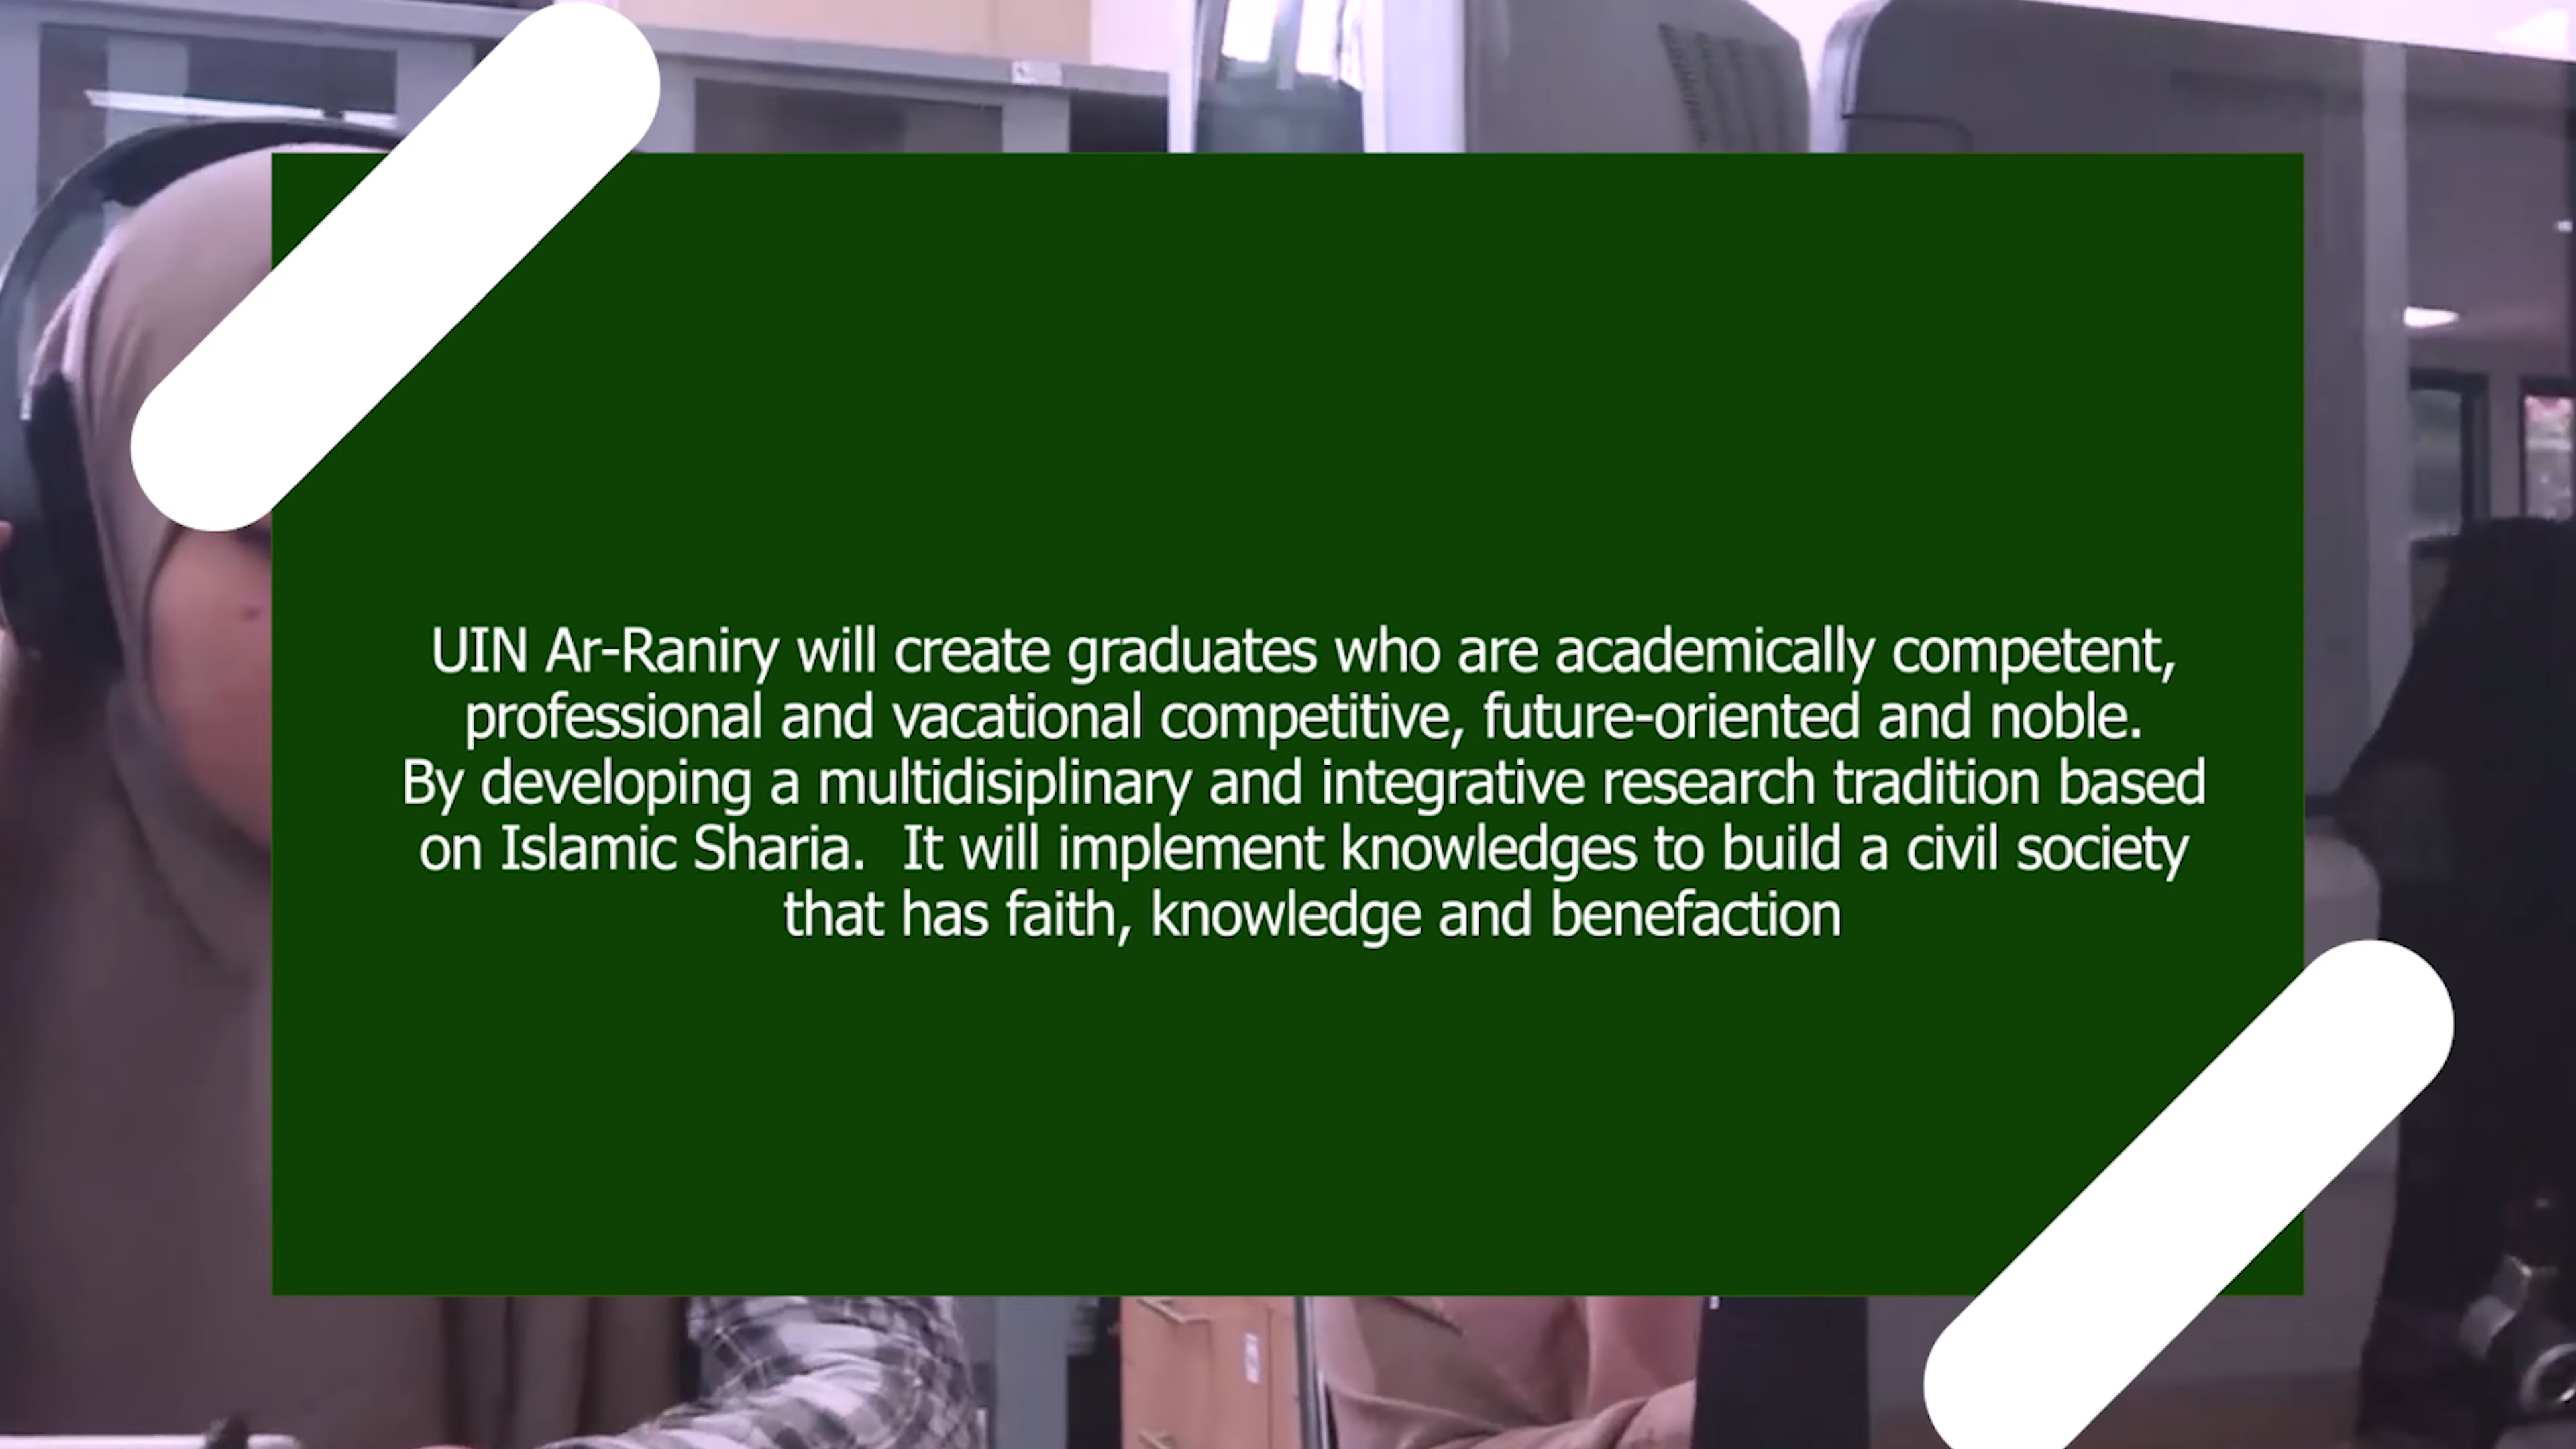 UIN Ar-Raniry will create graduates who are academically competent,
professional and vacational competitive, future-oriented and noble.
By developing a multidisiplinary and integrative research tradition based
on Islamic Sharia.  It will implement knowledges to build a civil society
that has faith, knowledge and benefaction